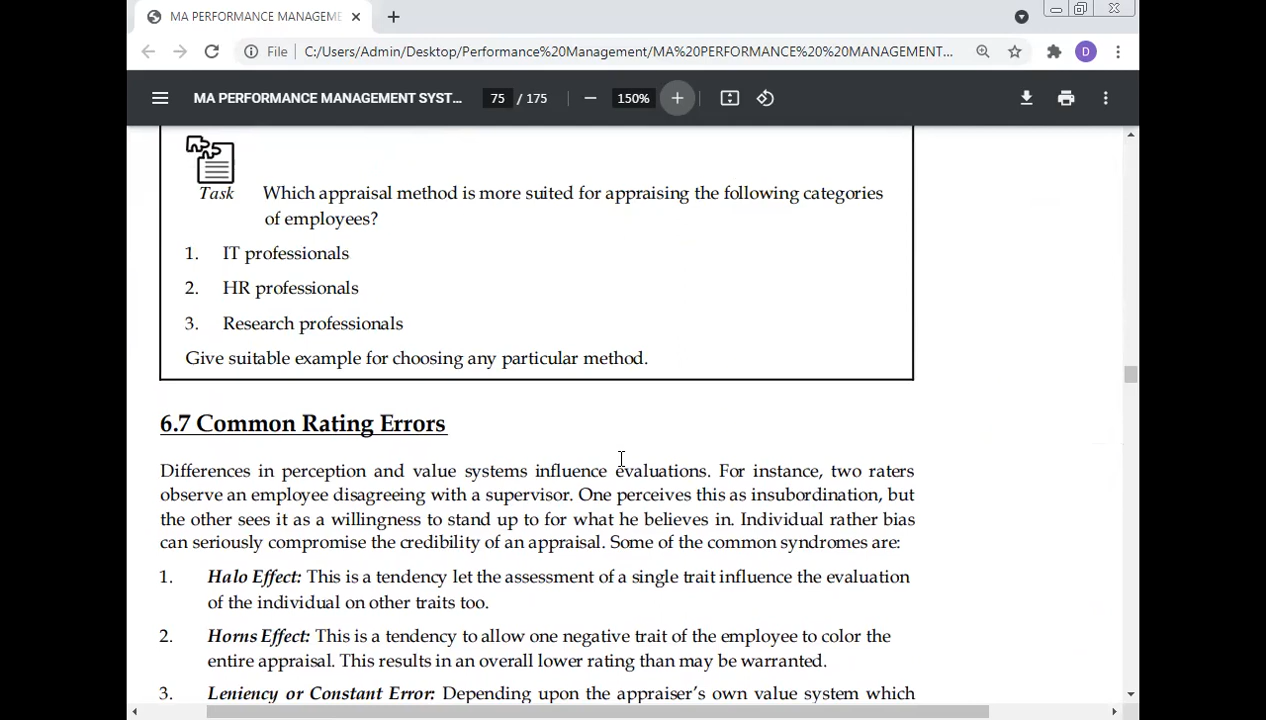 MA PERFORMANCE MANAGEME
File
C:/Users/Admin/Desktop/Performance%20Management/MA%20PERFORMANCE%20%20MANAGEMENT...
D
MA PERFORMANCE MANAGEMENT SYST...
75 / 175
150%
Task
Which appraisal method is more suited for appraising the following categories
of employees?
1. IT professionals
2. HR professionals
3. Research professionals
Give suitable example for choosing any particular method.
6.7 Common Rating Errors
Differences in perception and value systems influence evaluations. For instance, two raters
observe an employee disagreeing with a supervisor. One perceives this as insubordination, but
the other sees it as a willingness to stand up to for what he believes in. Individual rather bias
can seriously compromise the credibility of an appraisal. Some of the common syndromes are:
1. Halo Effect: This is a tendency let the assessment of a single trait influence the evaluation
of the individual on other traits too.
2. Horns Effect: This is a tendency to allow one negative trait of the employee to color the
entire appraisal. This results in an overall lower rating than may be warranted.
3. Leniency or Constant Error: Depending upon the appraiser's own value system which